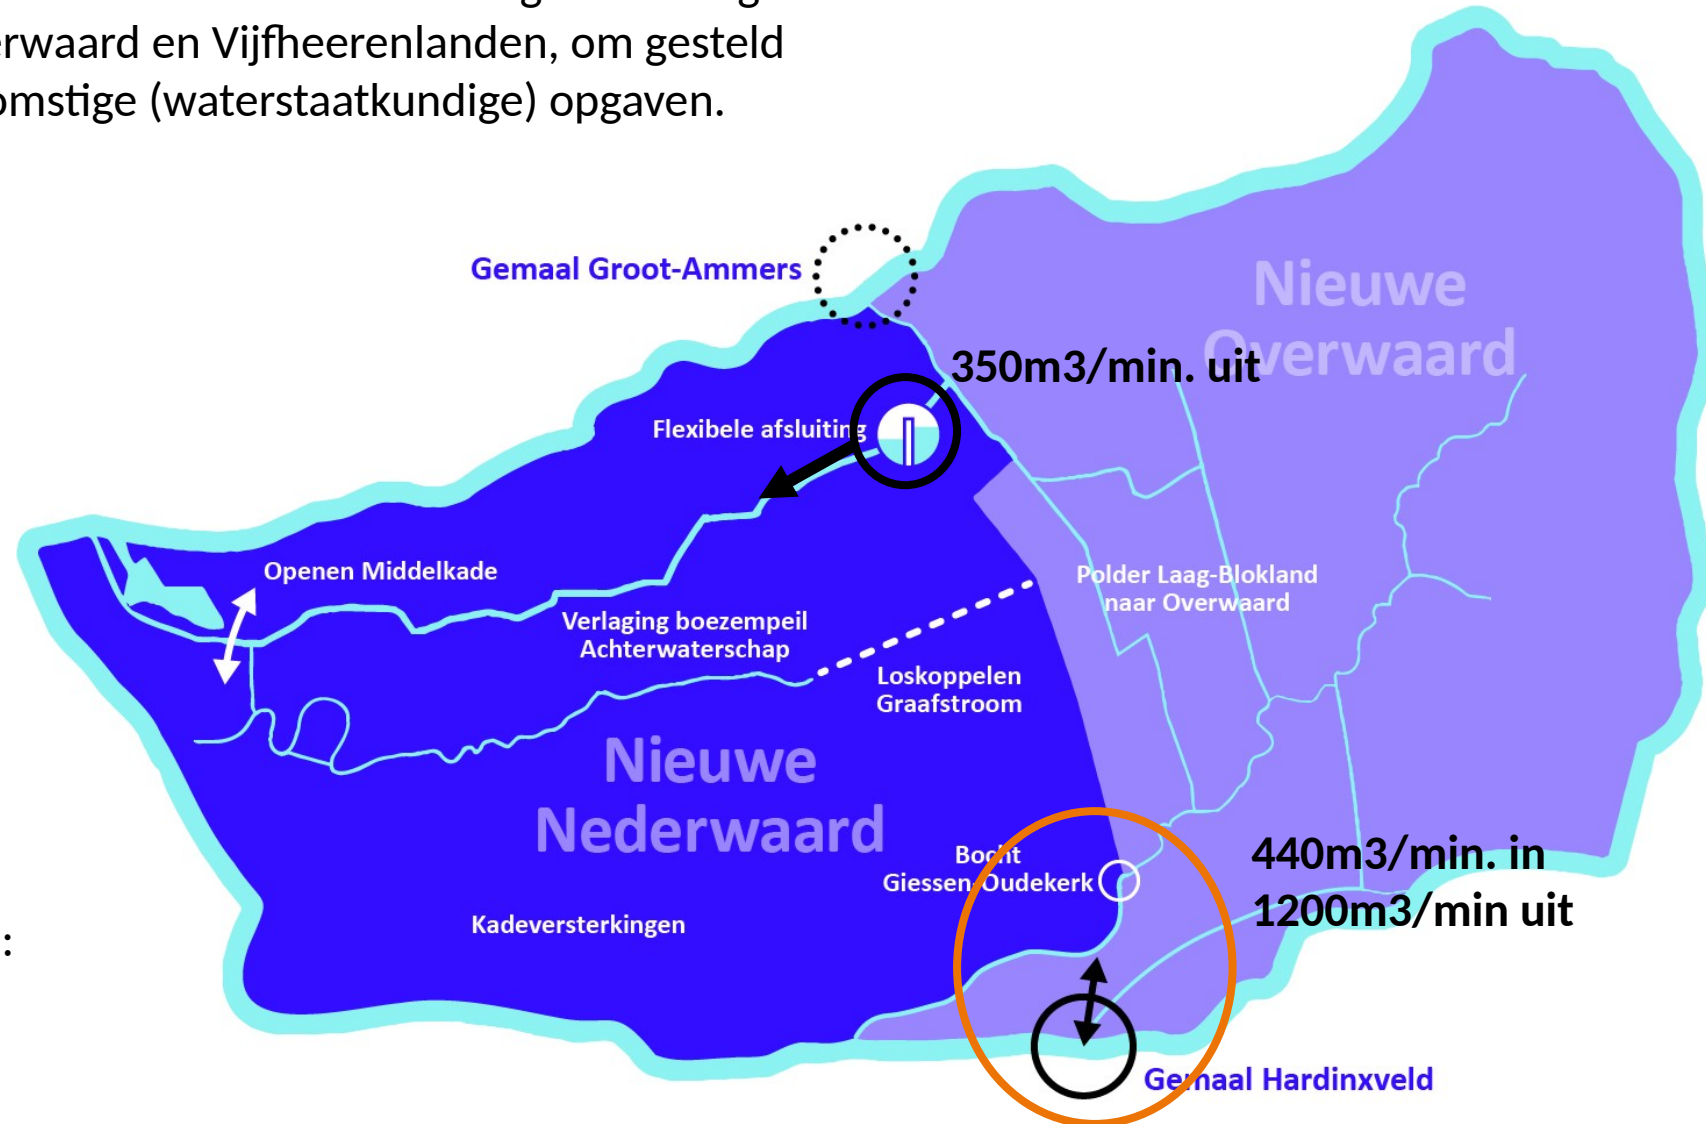 erwaard en Vijfheerenlanden, om gesteld
omstige (waterstaatkundige) opgaven.
Gemaal Groot-Ammers
Nieuwe
Overwaard
350m3/min. uit
Flexibele afsluiting
Openen Middelkade
Polder Laag-Blokland
naar Overwaard
Verlaging boezempeil
Achterwaterschap
Loskoppelen
Graafstroom
Nieuwe
Nederwaard
Bocht
Giessen-Oudekerk
440m3/min. in
1200m3/min uit
Kadeversterkingen
:
Gemaal Hardinxveld